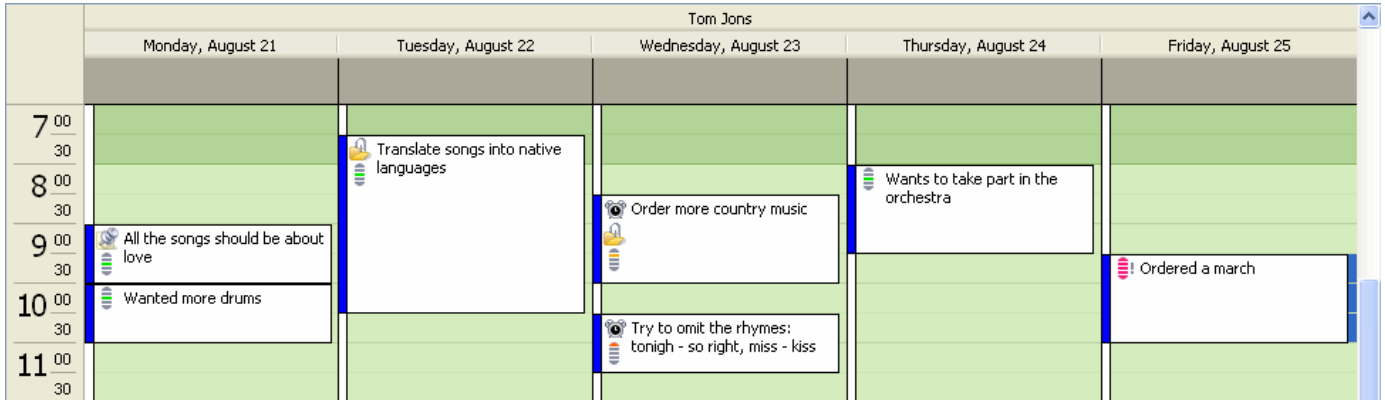 Tom Jons
Monday, August 21
Tuesday, August 22
Wednesday, August 23
Thursday, August 24
Friday, August 25
7 00
30
8 00
30
9 00
30
10 00
30
11 00
30
All the songs should be about
love
Wanted more drums
Translate songs into native
languages
Order more country music
Try to omit the rhymes:
tonigh - so right, miss - kiss
Wants to take part in the
orchestra
! Ordered a march